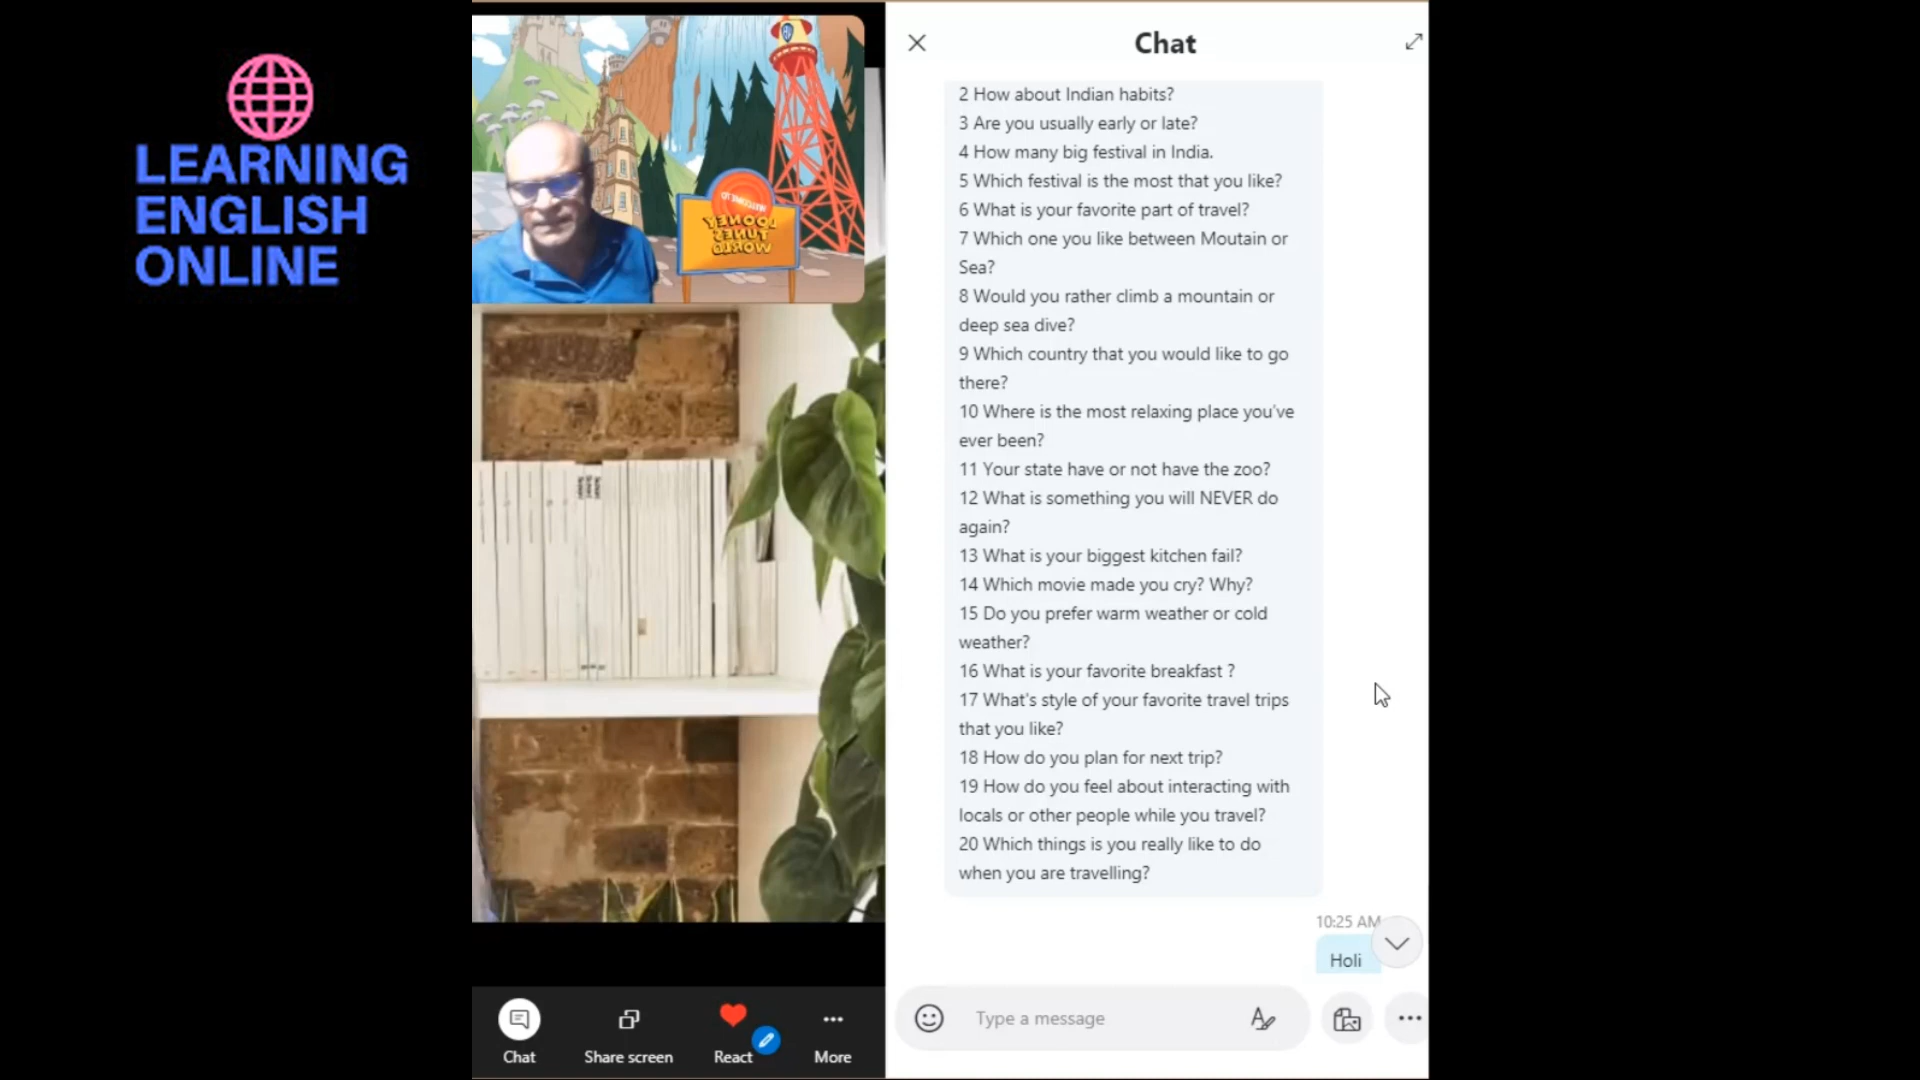 LEARNING
ENGLISH
ONLINE
WELCOME TO
LOONEY
TUNES
WORLD
Chat
2 How about Indian habits?
3 Are you usually early or late?
4 How many big festival in India.
5 Which festival is the most that you like?
6 What is your favorite part of travel?
7 Which one you like between Moutain or
Sea?
8 Would you rather climb a mountain or
deep sea dive?
9 Which country that you would like to go
there?
10 Where is the most relaxing place you've
ever been?
11 Your state have or not have the zoo?
12 What is something you will NEVER do
again?
13 What is your biggest kitchen fail?
14 Which movie made you cry? Why?
15 Do you prefer warm weather or cold
weather?
16 What is your favorite breakfast ?
17 What's style of your favorite travel trips
that you like?
18 How do you plan for next trip?
19 How do you feel about interacting with
locals or other people while you travel?
20 Which things is you really like to do
when you are travelling?
10:25 AM
Holi
Type a message
Chat
Share screen
React
More